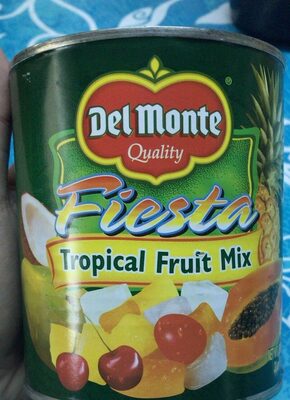 Del Monte
®
Quality
Fiesta
Tropical Fruit Mix